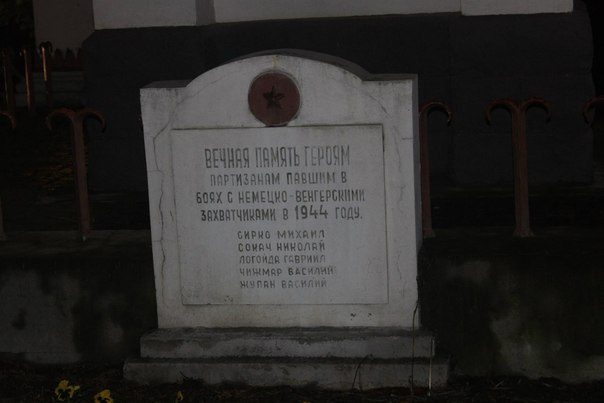 ВЕЧНАЯ ПАМЯТЬ ГЕРОЯМ
ПАРТИЗАНАМ ПАВШИМ В
БОЯХ С НЕМЕЦКО-ВЕНГЕРСКИМИ
ЗАХВАТЧИКАМИ В 1944 ГОДУ.
СИРКО МИХАИЛ
СОКАЧ НИКОЛАЙ
ЛОГОЙДА ГАВРИИЛ
ЧИЖМАР ВАСИЛИЙ
ЖУПАН ВАСИЛИЙ